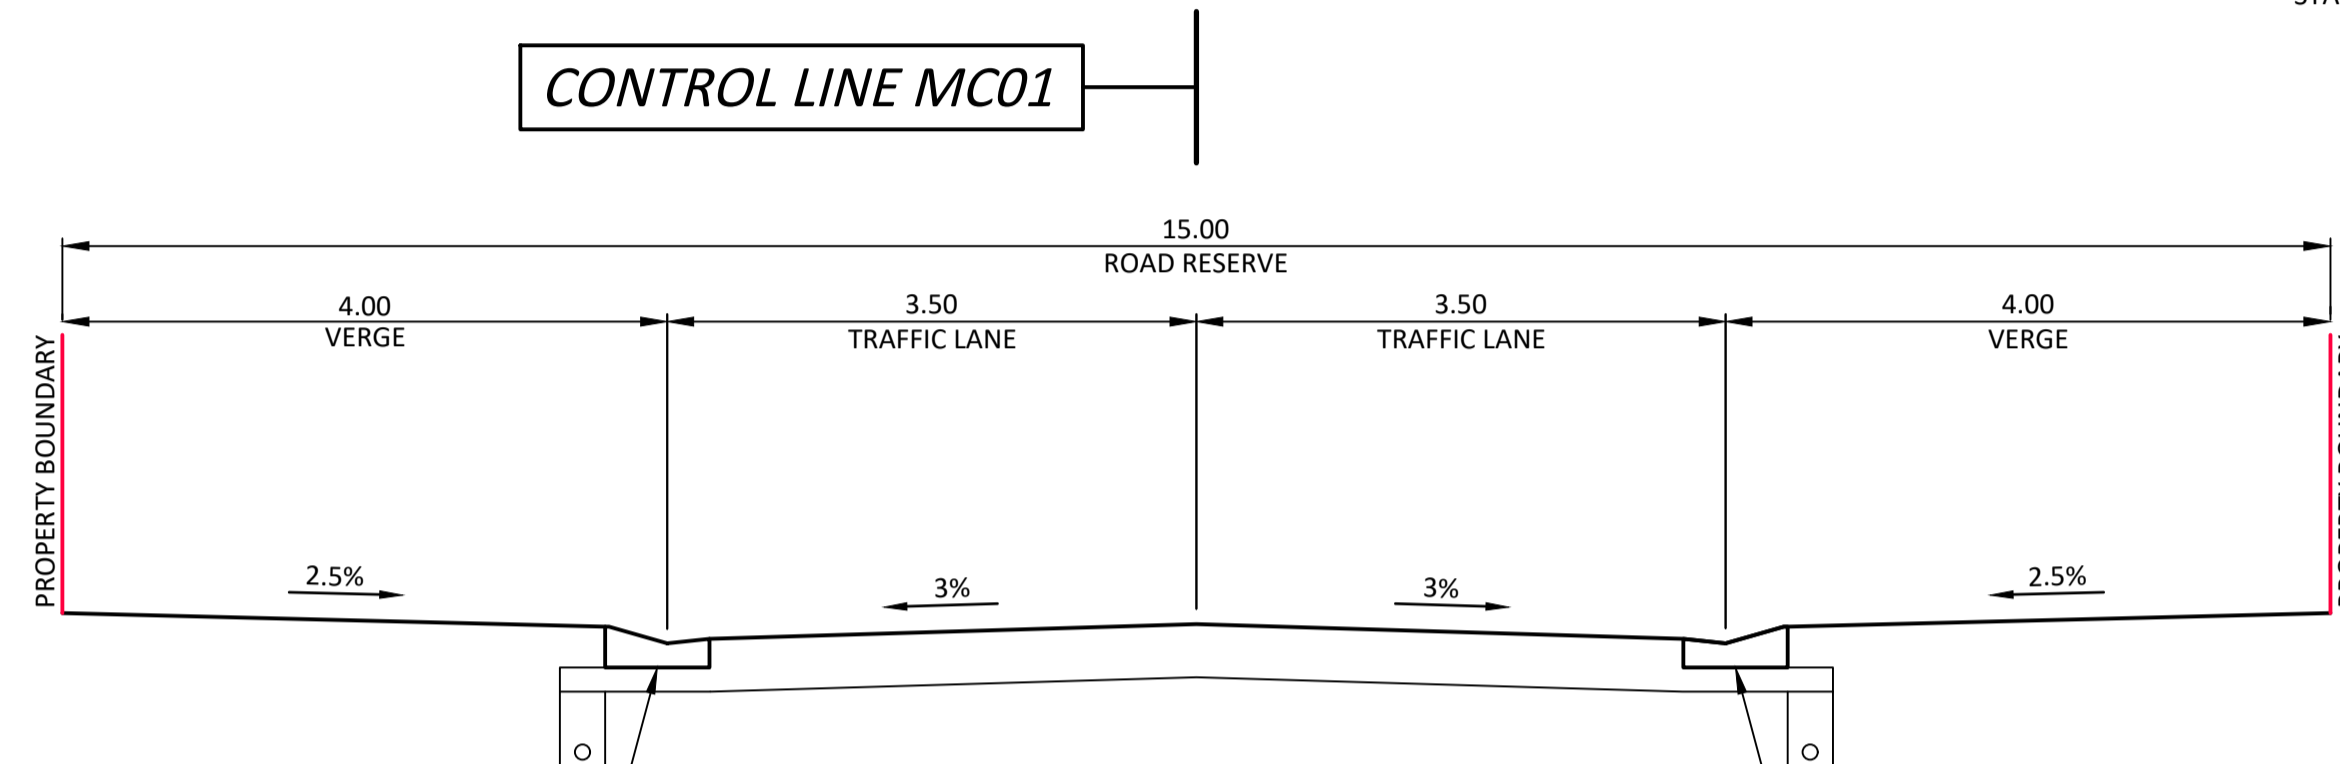 CONTROL LINE MC01
15.00
ROAD RESERVE
4.00
VERGE
3.50
TRAFFIC LANE
3.50
TRAFFIC LANE
4.00
VERGE
PROPERTY BOUNDARY
2.5%
3%
3%
2.5%